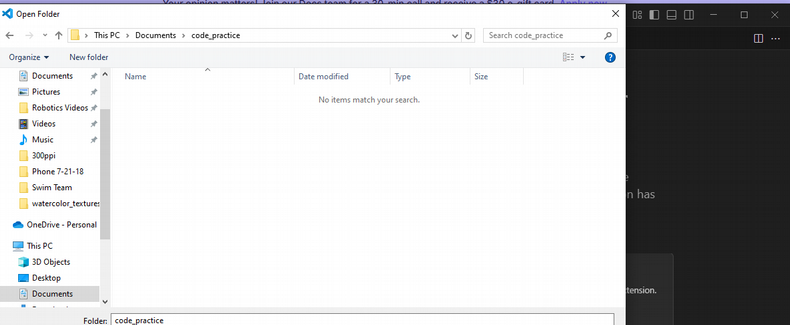 Your opinion matters! Join our Docs team for a 30-min call and receive a $30 e-gift card. Apply now
Open Folder
This PC > Documents > code_practice
Search code_practice
Organize
New folder
Name
Date modified
Type
Size
No items match your search.
Documents
Pictures
Robotics Videos
Videos
Music
300ppi
Phone 7-21-18
Swim Team
watercolor_textures
OneDrive - Personal
This PC
3D Objects
Desktop
Documents
n has
tension.
Folder:
code_practice